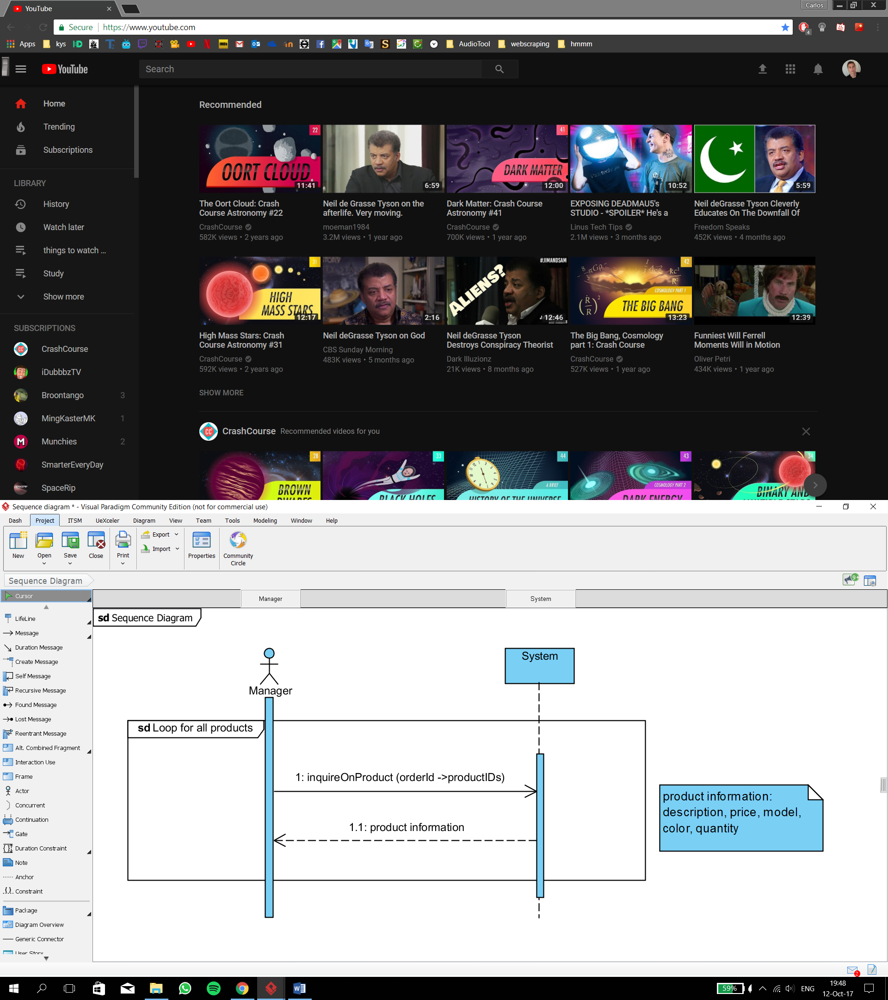 YouTube
Carlos
Secure https://www.youtube.com
4
Apps kys AudioTool webscraping hmmm
YouTube
Search
Home
Trending
Subscriptions
LIBRARY
History
Watch later
things to watch ...
Study
Show more
SUBSCRIPTIONS
CrashCourse
iDubbbzTV
Broontango 3
MingKasterMK 1
Munchies 2
SmarterEveryDay
SpaceRip
Recommended
22
OORT CLOUD
11:41
The Oort Cloud: Crash
Course Astronomy #22
CrashCourse
582K views • 2 years ago
6:59
Neil de Grasse Tyson on the
afterlife. Very moving.
moeman1984
3.2M views • 1 year ago
41
DARK MATTER
12:00
Dark Matter: Crash Course
Astronomy #41
CrashCourse
700K views • 1 year ago
10:52
EXPOSING DEADMAU5's
STUDIO - *SPOILER* He's a
Linus Tech Tips
2.1M views • 3 months ago
5:59
Neil deGrasse Tyson Cleverly
Educates On The Downfall Of
Freedom Speaks
452K views • 4 months ago
31
HIGH
MASS STARS
12:17
High Mass Stars: Crash
Course Astronomy #31
CrashCourse
592K views • 2 years ago
2:16
Neil deGrasse Tyson on God
CBS Sunday Morning
483K views • 5 months ago
#JIMANDSAM
ALIENS?
12:46
Neil deGrasse Tyson
Destroys Conspiracy Theorist
Dark Illuzionz
21K views • 8 months ago
42
COSMOLOGY PART 1
THE BIG BANG
13:23
The Big Bang, Cosmology
part 1: Crash Course
CrashCourse
527K views • 1 year ago
12:39
Funniest Will Ferrell
Moments Will in Motion
Oliver Petri
434K views • 1 year ago
SHOW MORE
CrashCourse Recommended videos for you
28
BROWN
DWARFS
33
BLACK HOLES
44
A BRIEF
HISTORY OF THE UNIVERSE
43
COSMOLOGY PART 2
DARK ENERGY
34
BINARY AND
MULTIPLE STARS
Sequence diagram * - Visual Paradigm Community Edition (not for commercial use)
Dash Project ITSM UeXceler Diagram View Team Tools Modeling Window Help
New
Open
Save
Close
Print
Export
Import
Properties
Community
Circle
Sequence Diagram
9+
Cursor
LifeLine
Message
Duration Message
Create Message
Self Message
Recursive Message
Found Message
Lost Message
Reentrant Message
Alt. Combined Fragment
Interaction Use
Frame
Actor
Concurrent
Continuation
Gate
Duration Constraint
Note
Anchor
Constraint
Package
Diagram Overview
Generic Connector
User Story
Manager System
sd Sequence Diagram
Manager
System
sd Loop for all products
1: inquireOnProduct (orderId ->productIDs)
1.1: product information
product information:
description, price, model,
color, quantity
2
59%
ENG
19:48
12-Oct-17